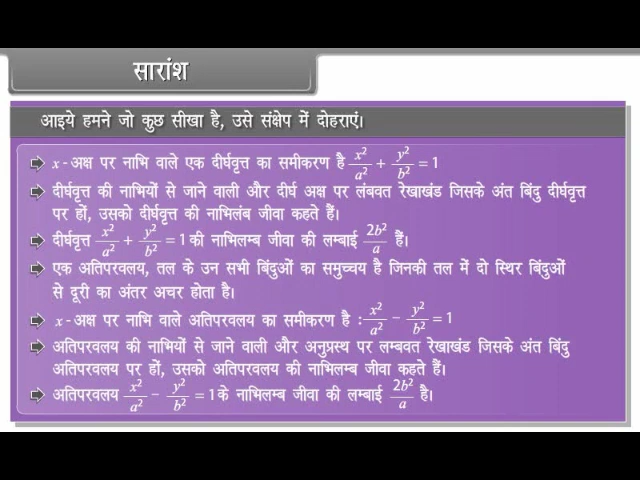 सारांश
आइये हमने जो कुछ सीखा है, उसे संक्षेप में दोहराएं।
x - अक्ष पर नाभि वाले एक दीर्घवृत्त का समीकरण है x²/a² + y²/b² = 1
दीर्घवृत्त की नाभियों से जाने वाली और दीर्घ अक्ष पर लंबवत रेखाखंड जिसके अंत बिंदु दीर्घवृत्त
पर हों, उसको दीर्घवृत्त की नाभिलंब जीवा कहते हैं।
दीर्घवृत्त x²/a² + y²/b² = 1 की नाभिलम्ब जीवा की लम्बाई 2b²/a हैं।
एक अतिपरवलय, तल के उन सभी बिंदुओं का समुच्चय है जिनकी तल में दो स्थिर बिंदुओं
से दूरी का अंतर अचर होता है।
x - अक्ष पर नाभि वाले अतिपरवलय का समीकरण है : x²/a² − y²/b² = 1
अतिपरवलय की नाभियों से जाने वाली और अनुप्रस्थ पर लम्बवत रेखाखंड जिसके अंत बिंदु
अतिपरवलय पर हों, उसको अतिपरवलय की नाभिलम्ब जीवा कहते हैं।
अतिपरवलय x²/a² − y²/b² = 1 के नाभिलम्ब जीवा की लम्बाई 2b²/a है।